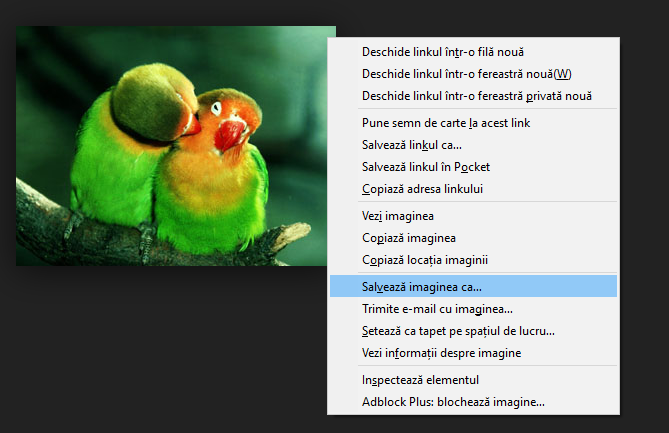 Deschide linkul într-o filă nouă
Deschide linkul într-o fereastră nouă(W)
Deschide linkul într-o fereastră privată nouă
Pune semn de carte la acest link
Salvează linkul ca...
Salvează linkul în Pocket
Copiază adresa linkului
Vezi imaginea
Copiază imaginea
Copiază locația imaginii
Salvează imaginea ca...
Trimite e-mail cu imaginea...
Setează ca tapet pe spațiul de lucru...
Vezi informații despre imagine
Inspectează elementul
Adblock Plus: blochează imagine...